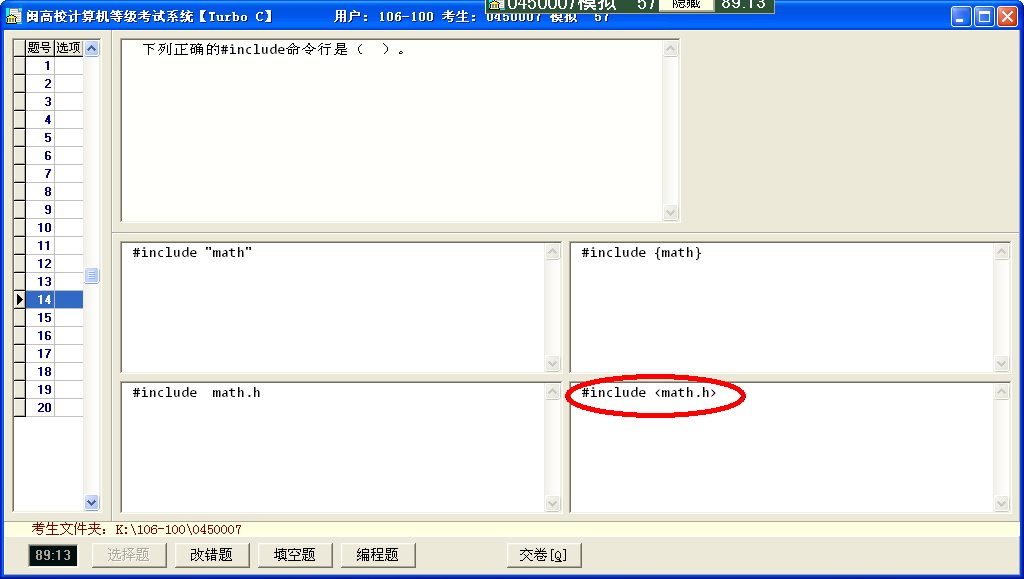 闽高校计算机等级考试系统【Turbo C】 用户: 106-100 考生: 0450007 模拟 57
0450007模拟 57 隐藏 89:13
题号 选项
1
2
3
4
5
6
7
8
9
10
11
12
13
14
15
16
17
18
19
20
下列正确的#include命令行是（ ）。
#include "math"
#include {math}
#include math.h
#include <math.h>
考生文件夹: K:\106-100\0450007
89:13 选择题 改错题 填空题 编程题 交卷[Q]